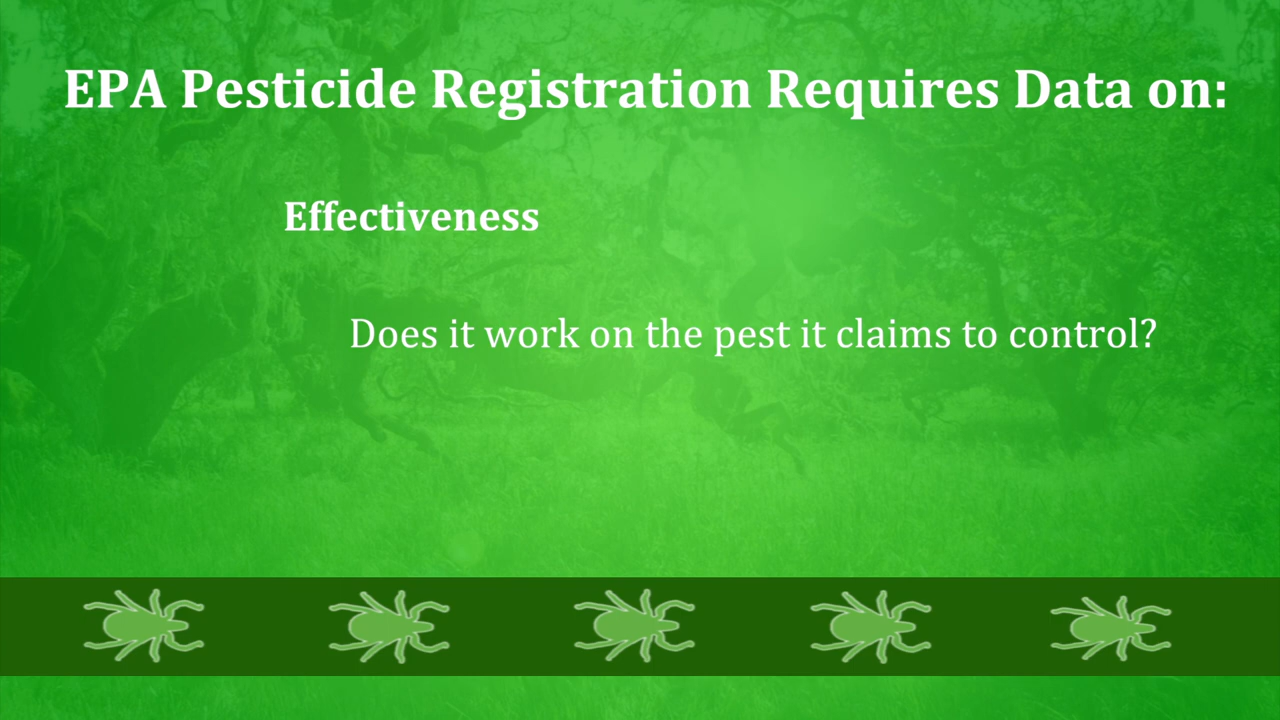 EPA Pesticide Registration Requires Data on:
Effectiveness
Does it work on the pest it claims to control?